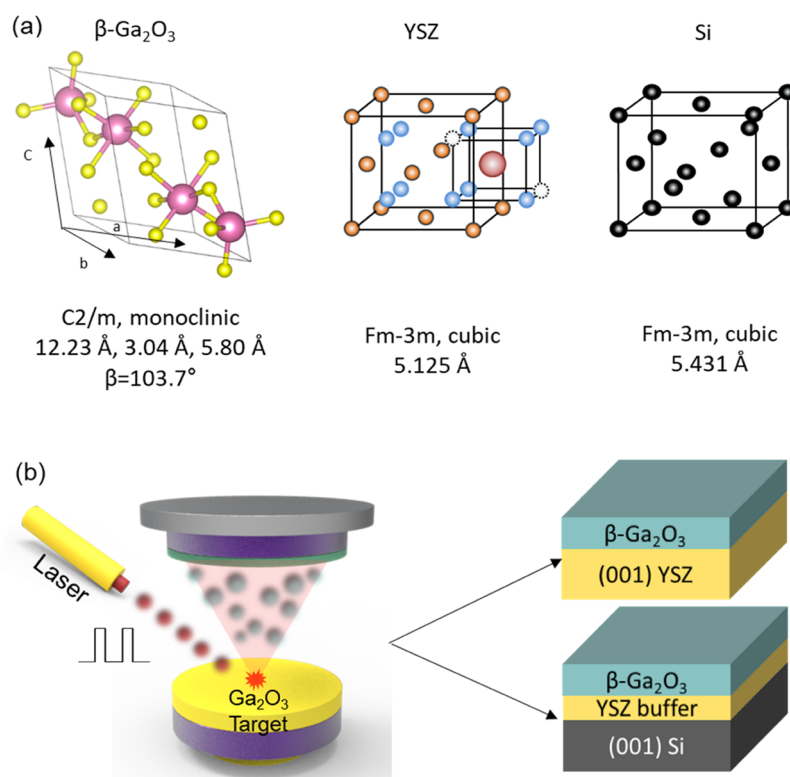 (a)
β-Ga₂O₃
YSZ
Si
C
a
b
C2/m, monoclinic
12.23 Å, 3.04 Å, 5.80 Å
β=103.7°
Fm-3m, cubic
5.125 Å
Fm-3m, cubic
5.431 Å
(b)
Laser
Ga₂O₃
Target
β-Ga₂O₃
(001) YSZ
β-Ga₂O₃
YSZ buffer
(001) Si